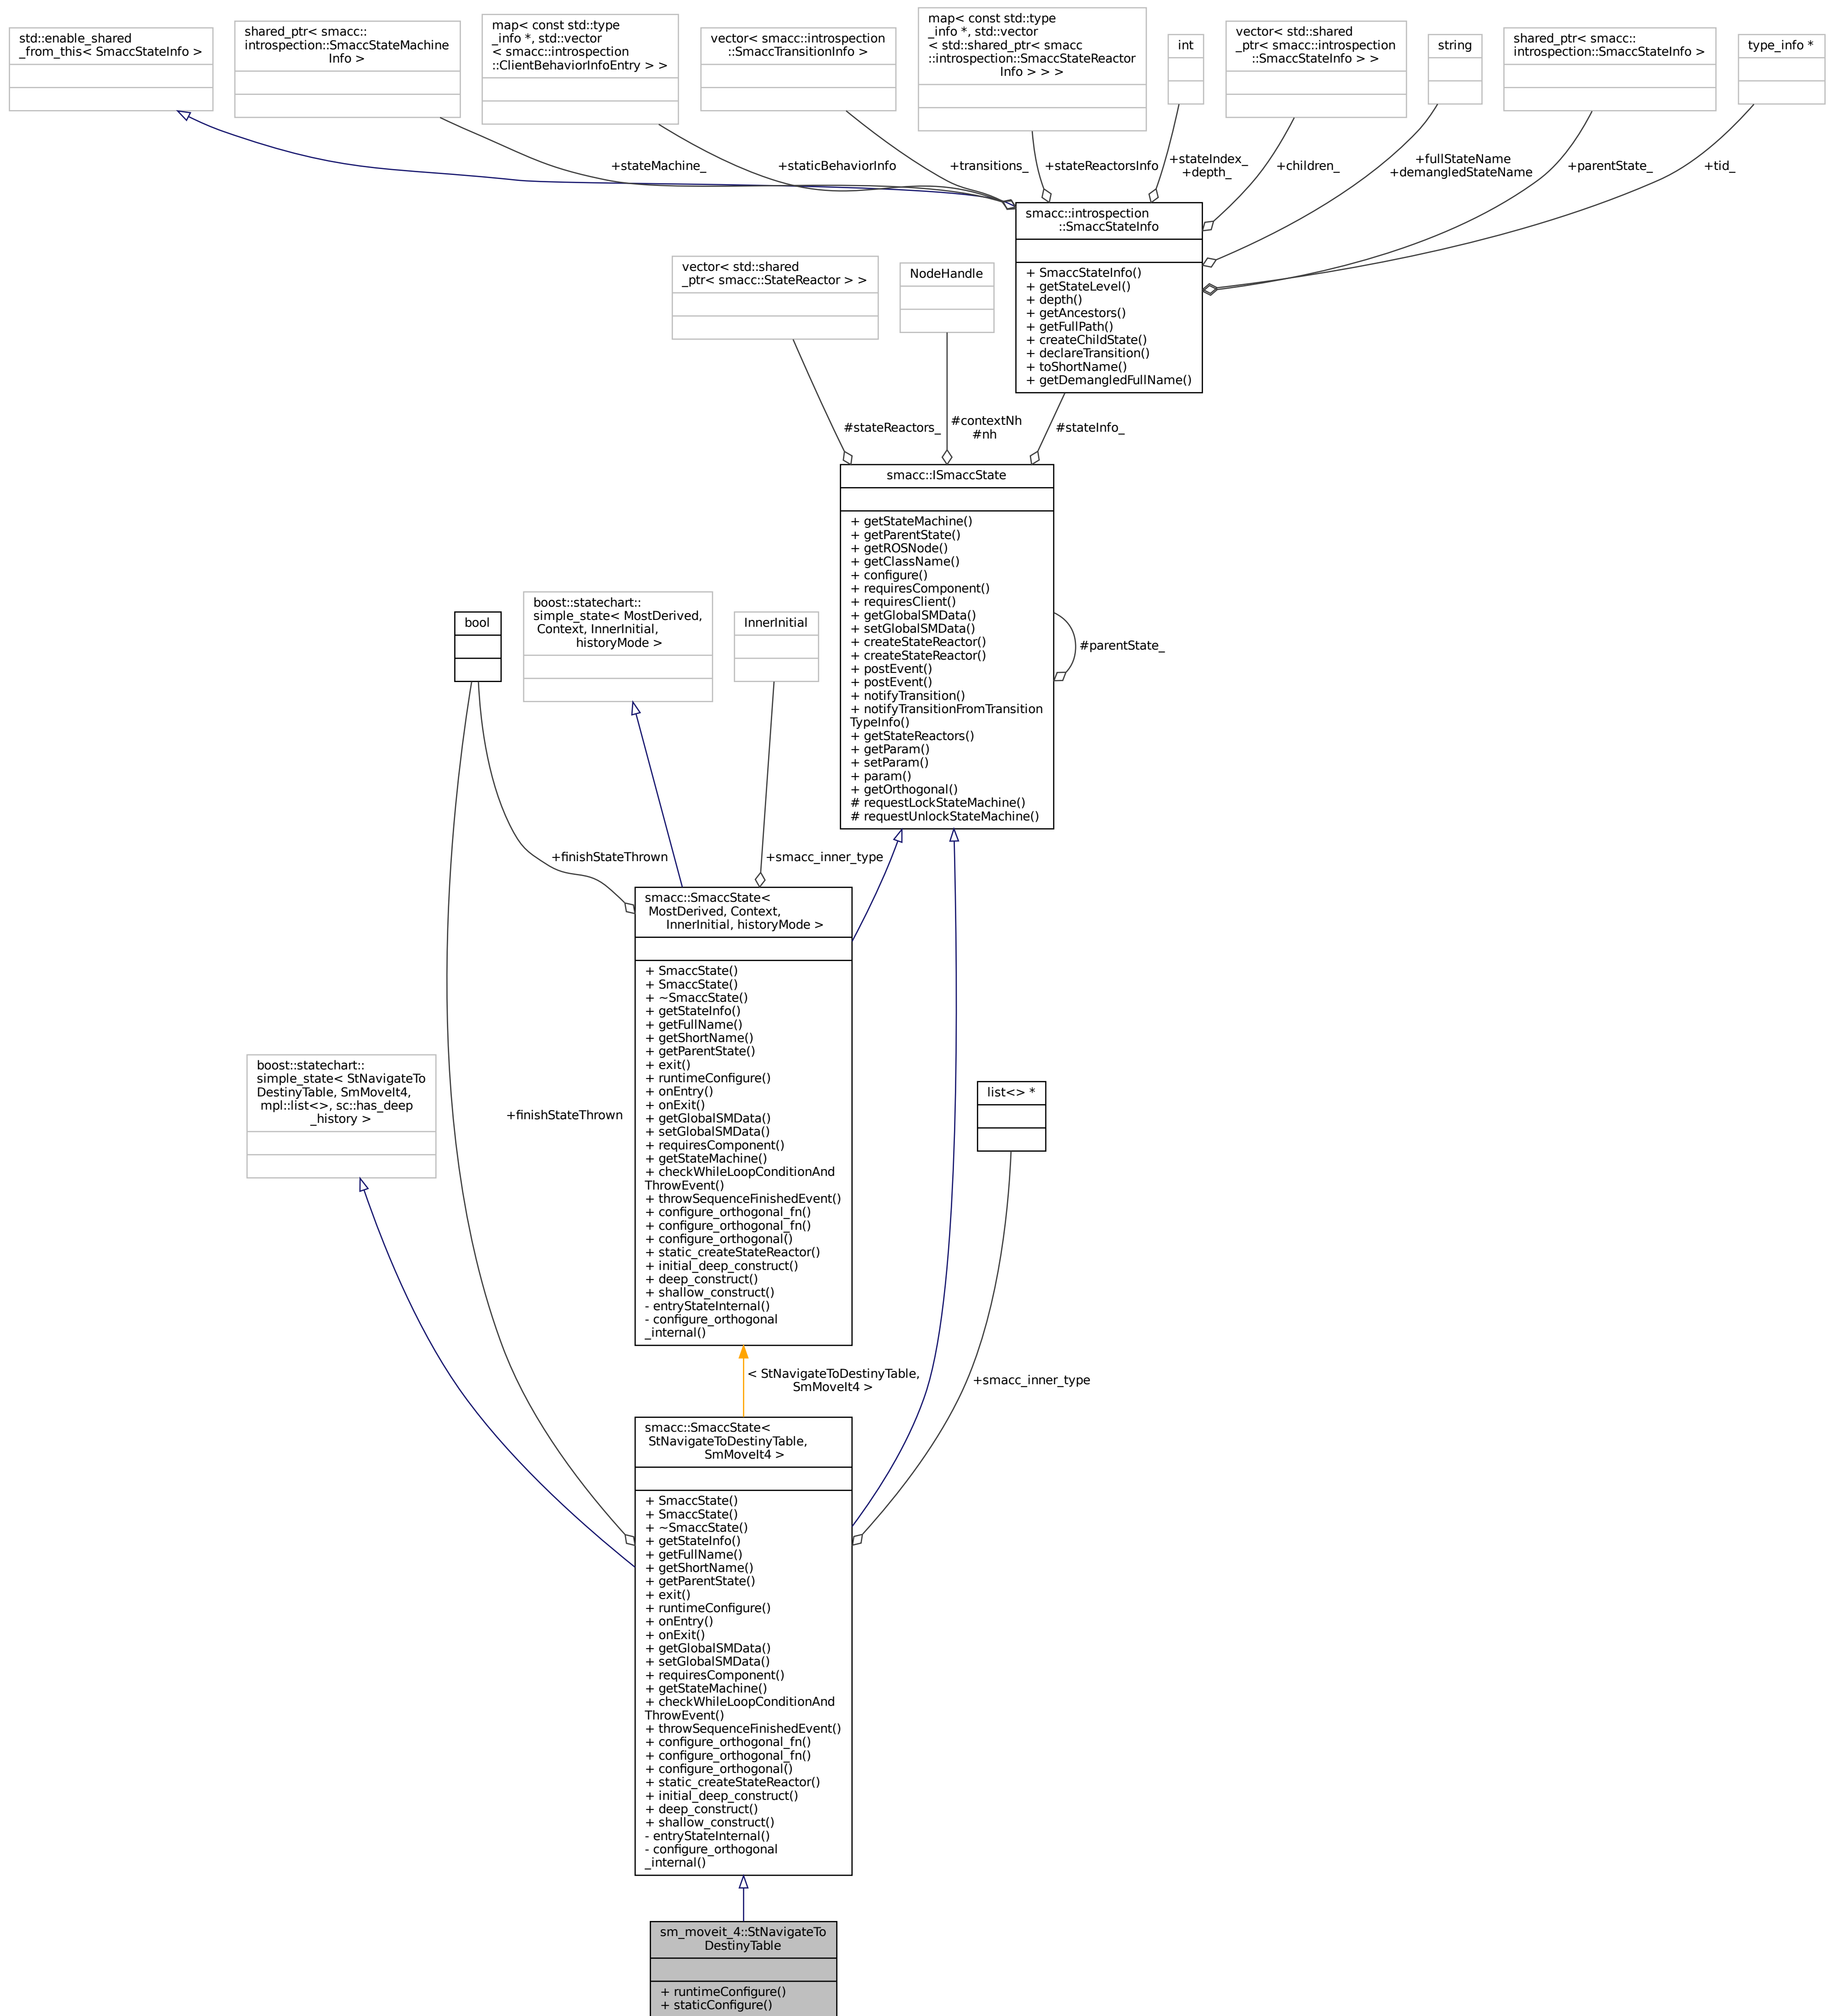 std::enable_shared
_from_this< SmaccStateInfo >
shared_ptr< smacc::
introspection::SmaccStateMachine
Info >
map< const std::type
_info *, std::vector
< smacc::introspection
::ClientBehaviorInfoEntry > >
vector< smacc::introspection
::SmaccTransitionInfo >
map< const std::type
_info *, std::vector
< std::shared_ptr< smacc
::introspection::SmaccStateReactor
Info > > >
int
vector< std::shared
_ptr< smacc::introspection
::SmaccStateInfo > >
string
shared_ptr< smacc::
introspection::SmaccStateInfo >
type_info *
+stateMachine_
+staticBehaviorInfo
+transitions_
+stateReactorsInfo
+stateIndex_
+depth_
+children_
+fullStateName
+demangledStateName
+parentState_
+tid_
smacc::introspection
::SmaccStateInfo
+ SmaccStateInfo()
+ getStateLevel()
+ depth()
+ getAncestors()
+ getFullPath()
+ createChildState()
+ declareTransition()
+ toShortName()
+ getDemangledFullName()
vector< std::shared
_ptr< smacc::StateReactor > >
NodeHandle
#stateReactors_
#contextNh
#nh
#stateInfo_
smacc::ISmaccState
+ getStateMachine()
+ getParentState()
+ getROSNode()
+ getClassName()
+ configure()
+ requiresComponent()
+ requiresClient()
+ getGlobalSMData()
+ setGlobalSMData()
+ createStateReactor()
+ createStateReactor()
+ postEvent()
+ postEvent()
+ notifyTransition()
+ notifyTransitionFromTransition
TypeInfo()
+ getStateReactors()
+ getParam()
+ setParam()
+ param()
+ getOrthogonal()
# requestLockStateMachine()
# requestUnlockStateMachine()
#parentState_
bool
boost::statechart::
simple_state< MostDerived,
Context, InnerInitial,
historyMode >
InnerInitial
+finishStateThrown
+smacc_inner_type
smacc::SmaccState<
MostDerived, Context,
InnerInitial, historyMode >
+ SmaccState()
+ SmaccState()
+ ~SmaccState()
+ getStateInfo()
+ getFullName()
+ getShortName()
+ getParentState()
+ exit()
+ runtimeConfigure()
+ onEntry()
+ onExit()
+ getGlobalSMData()
+ setGlobalSMData()
+ requiresComponent()
+ getStateMachine()
+ checkWhileLoopConditionAnd
ThrowEvent()
+ throwSequenceFinishedEvent()
+ configure_orthogonal_fn()
+ configure_orthogonal_fn()
+ configure_orthogonal()
+ static_createStateReactor()
+ initial_deep_construct()
+ deep_construct()
+ shallow_construct()
- entryStateInternal()
- configure_orthogonal
_internal()
boost::statechart::
simple_state< StNavigateTo
DestinyTable, SmMoveIt4,
mpl::list<>, sc::has_deep
_history >
+finishStateThrown
list<> *
< StNavigateToDestinyTable,
SmMoveIt4 >
+smacc_inner_type
smacc::SmaccState<
StNavigateToDestinyTable,
SmMoveIt4 >
+ SmaccState()
+ SmaccState()
+ ~SmaccState()
+ getStateInfo()
+ getFullName()
+ getShortName()
+ getParentState()
+ exit()
+ runtimeConfigure()
+ onEntry()
+ onExit()
+ getGlobalSMData()
+ setGlobalSMData()
+ requiresComponent()
+ getStateMachine()
+ checkWhileLoopConditionAnd
ThrowEvent()
+ throwSequenceFinishedEvent()
+ configure_orthogonal_fn()
+ configure_orthogonal_fn()
+ configure_orthogonal()
+ static_createStateReactor()
+ initial_deep_construct()
+ deep_construct()
+ shallow_construct()
- entryStateInternal()
- configure_orthogonal
_internal()
sm_moveit_4::StNavigateTo
DestinyTable
+ runtimeConfigure()
+ staticConfigure()